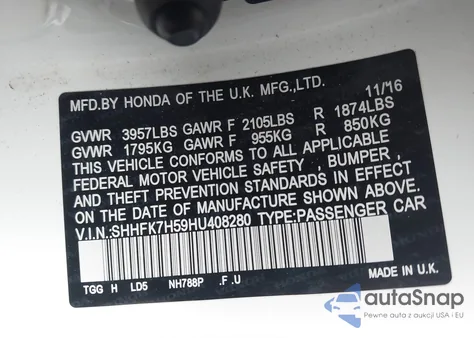 MFD.BY HONDA OF THE U.K. MFG.,LTD. 11/16
GVWR 3957LBS GAWR F 2105LBS R 1874LBS
GVWR 1795KG GAWR F 955KG R 850KG
THIS VEHICLE CONFORMS TO ALL APPLICABLE
FEDERAL MOTOR VEHICLE SAFETY , BUMPER ,
AND THEFT PREVENTION STANDARDS IN EFFECT
ON THE DATE OF MANUFACTURE SHOWN ABOVE.
V.I.N:SHHFK7H59HU408280 TYPE:PASSENGER CAR
TGG H LD5 NH788P .F .U MADE IN U.K.
autoSnap
Pewne auta z aukcji USA i EU